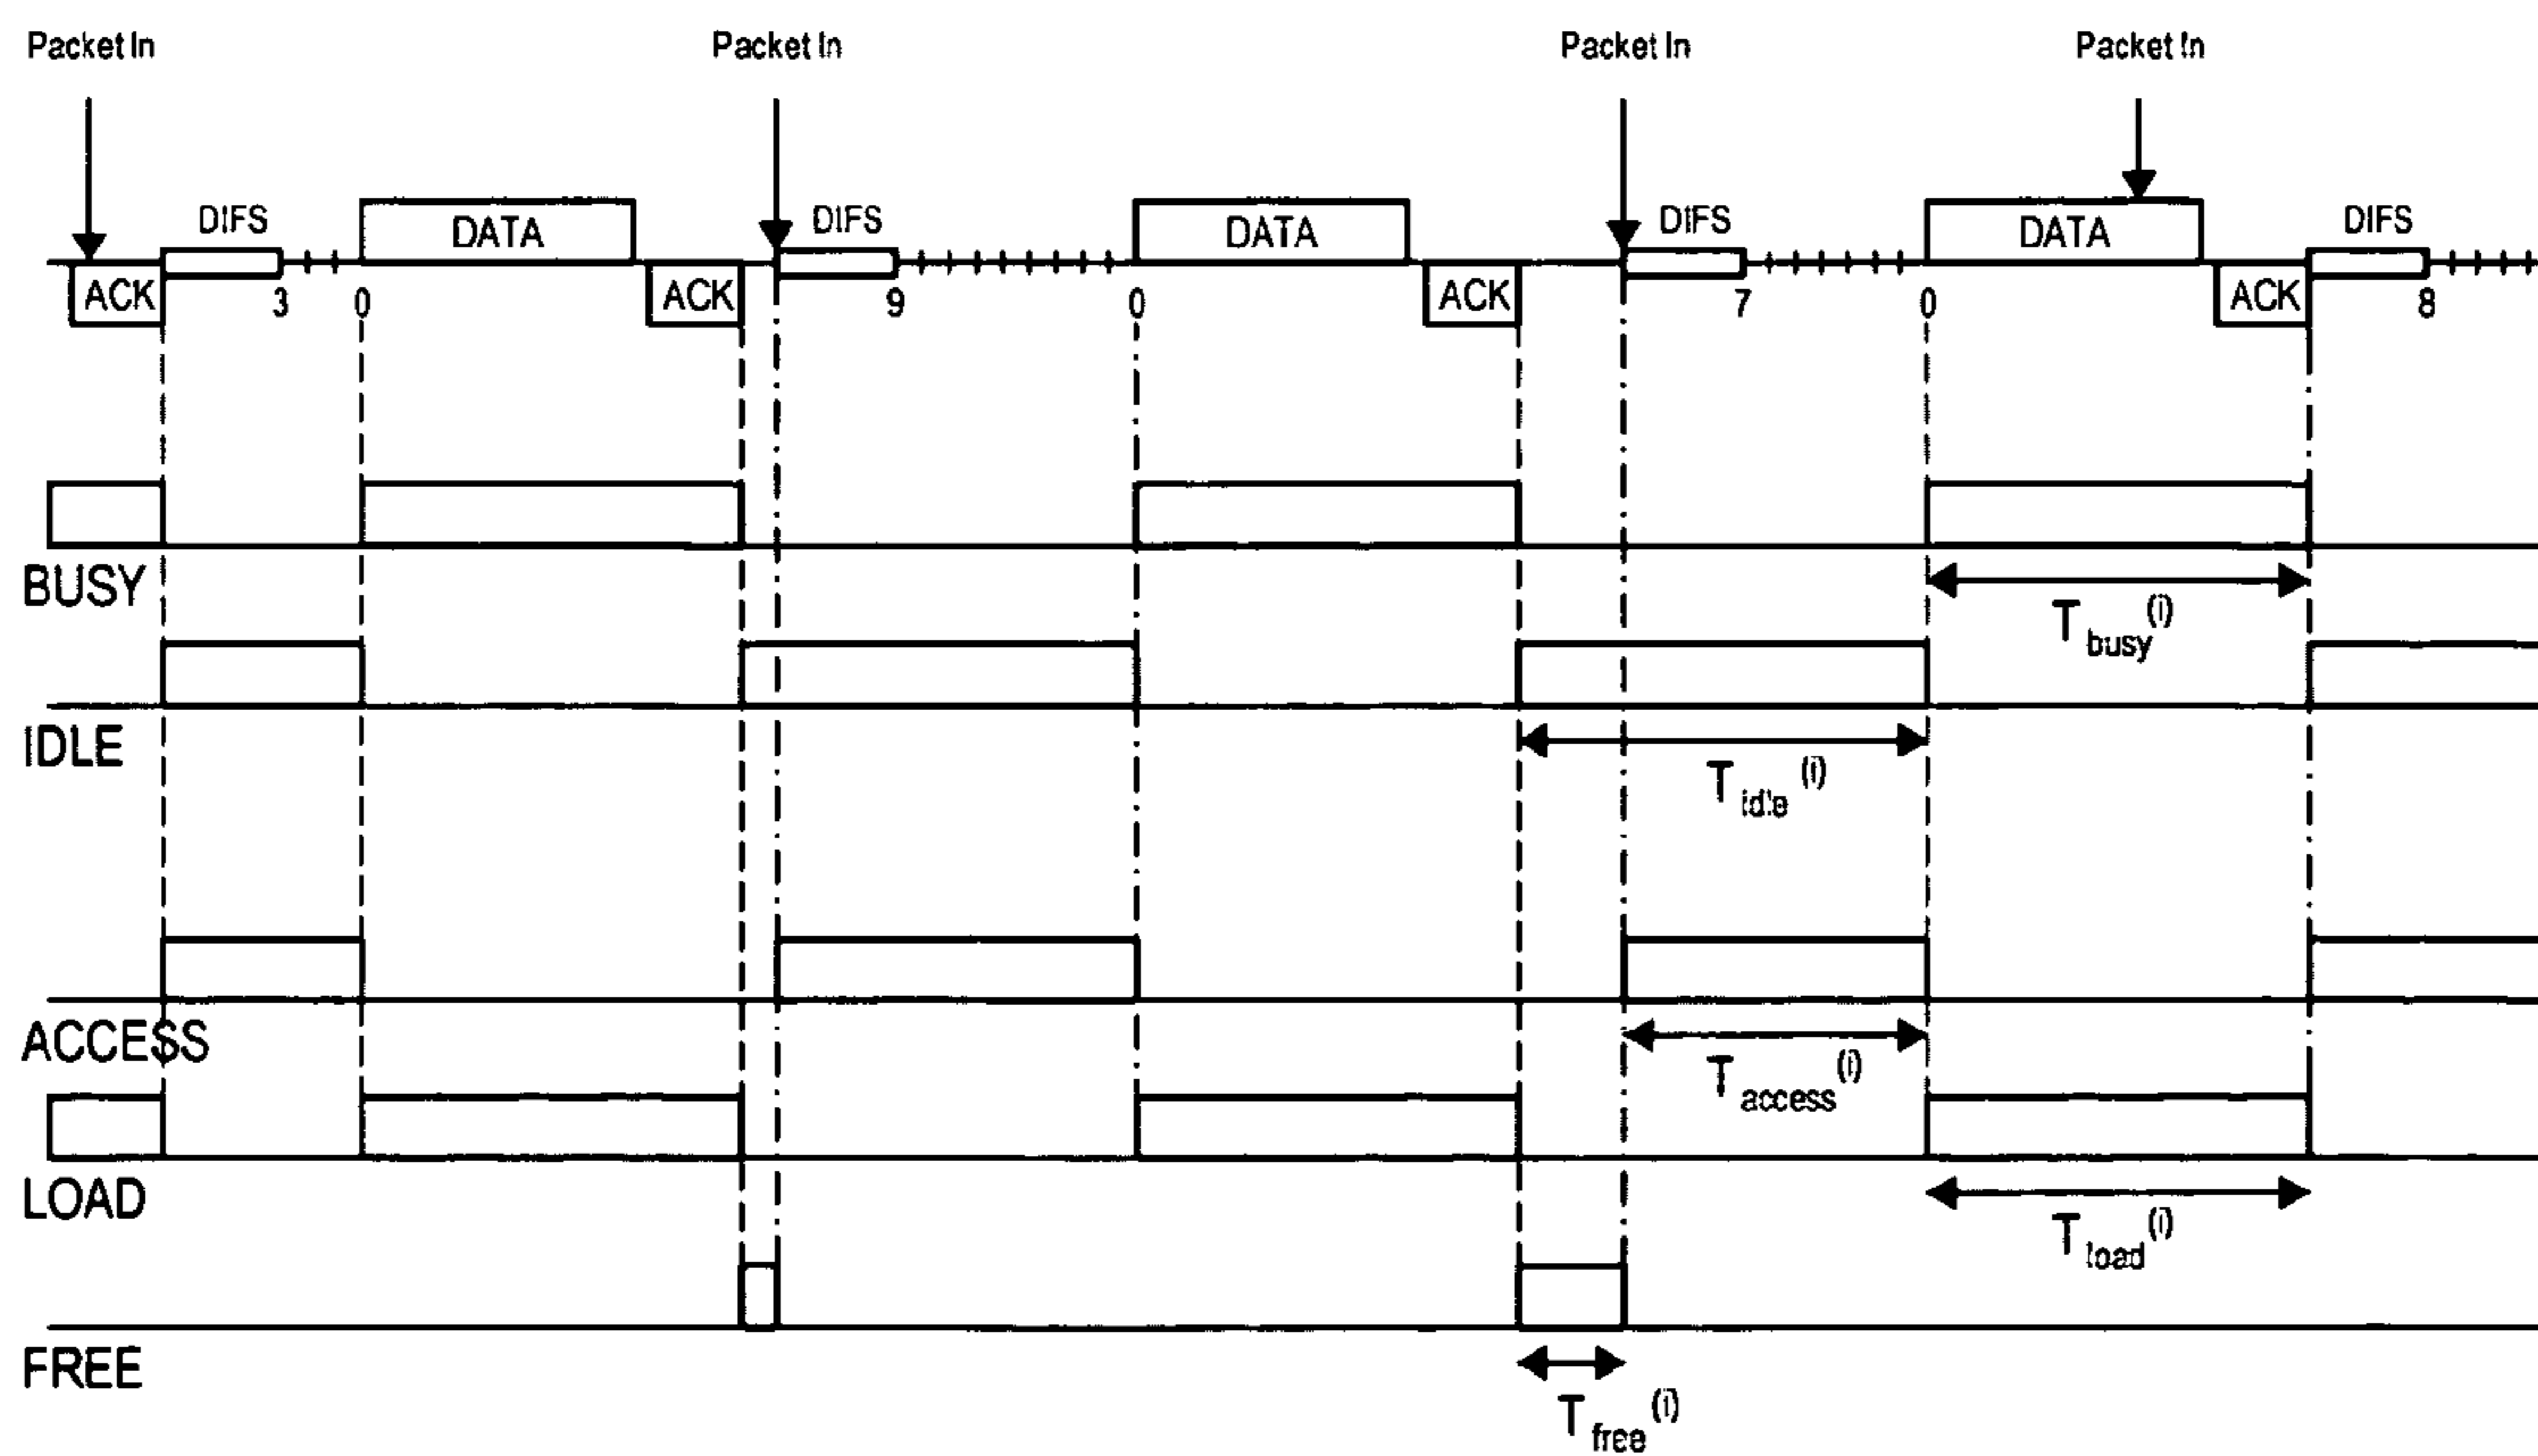 Packet In Packet In Packet In Packet In
DIFS DATA DIFS DATA DIFS DATA DIFS
ACK 3 0 ACK 9 0 ACK 7 0 ACK 8
BUSY
T busy (i)
IDLE
T idle (i)
ACCESS
T access (i)
LOAD
T load (i)
FREE
T free (i)